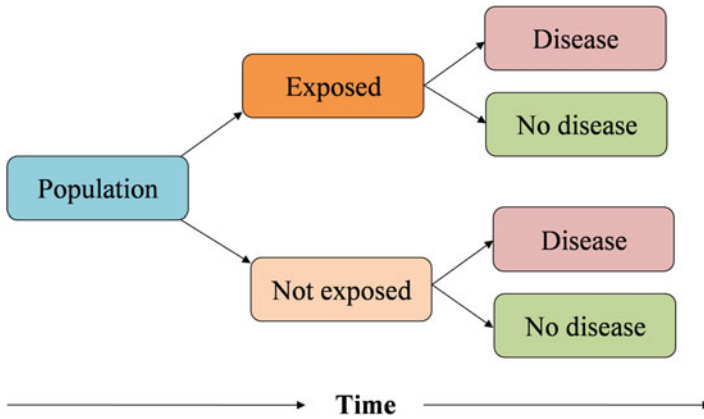 Disease
Exposed
No disease
Population
Disease
Not exposed
No disease
Time